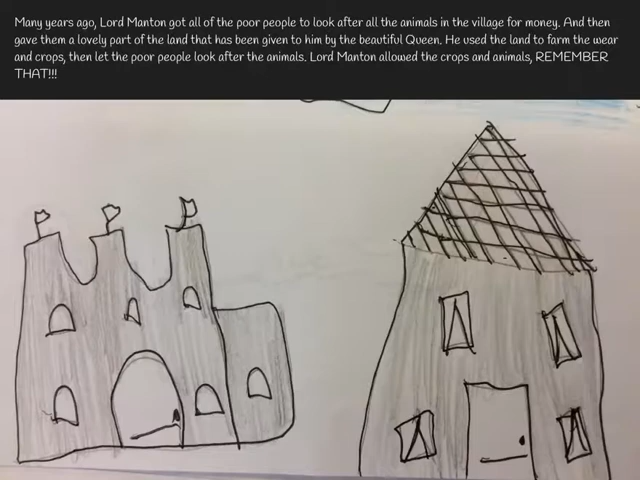 Many years ago, Lord Manton got all of the poor people to look after all the animals in the village for money. And then
gave them a lovely part of the land that has been given to him by the beautiful Queen. He used the land to farm the wear
and crops, then let the poor people look after the animals. Lord Manton allowed the crops and animals, REMEMBER
THAT!!!